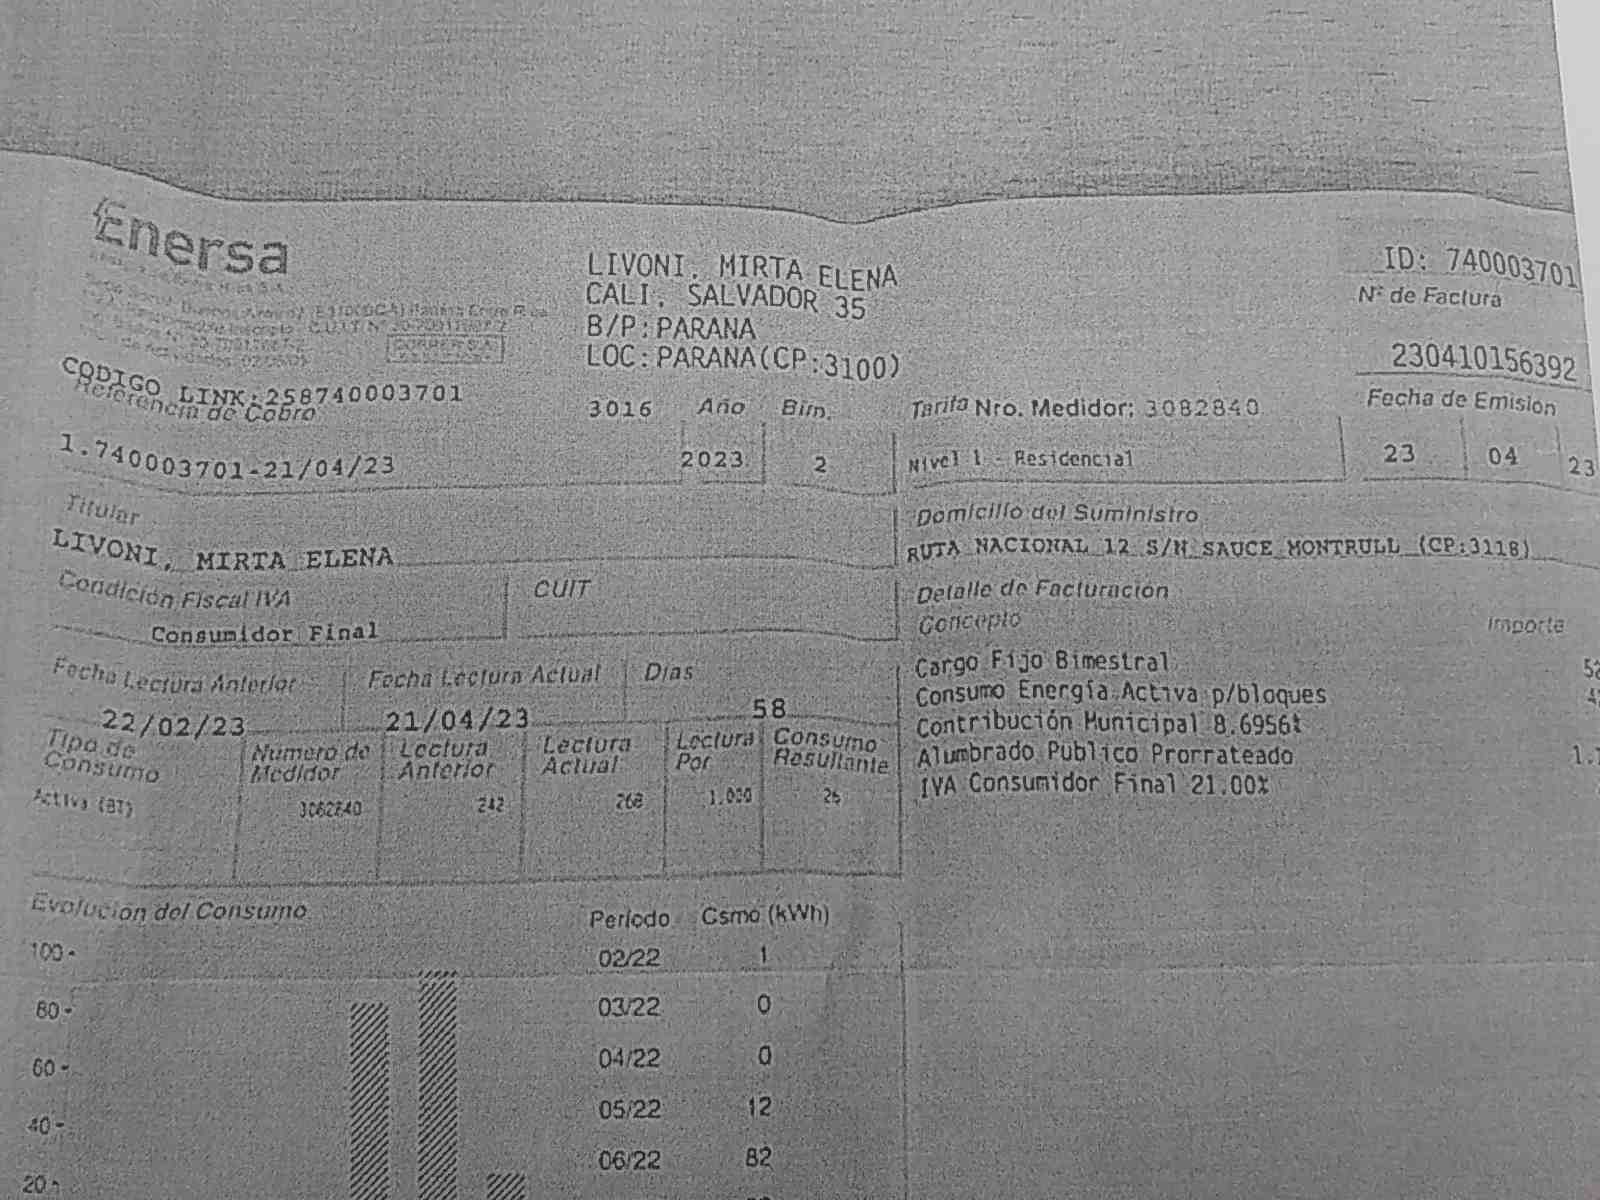 Enersa
LIVONI, MIRTA ELENA
CALI, SALVADOR 35
B/P:PARANA
LOC:PARANA(CP:3100)
ID: 740003701
Nº de Factura
230410156392
CODIGO LINK:258740003701
Referencia de Cobro
3016 Año Bim.
Tarifa Nro. Medidor: 3082840
Fecha de Emisión
1.740003701-21/04/23
2023 2
Nivel 1 - Residencial
23 04 23
Titular
LIVONI, MIRTA ELENA
Domicilio del Suministro
RUTA NACIONAL 12 S/N SAUCE MONTRULL (CP:3118)
Condición Fiscal IVA
CUIT
Consumidor Final
Detalle de Facturación
Concepto Importe
Fecha Lectura Anterior Fecha Lectura Actual Días
22/02/23 21/04/23 58
Cargo Fijo Bimestral
Consumo Energía Activa p/bloques
Contribución Municipal 8.6956%
Alumbrado Público Prorrateado
IVA Consumidor Final 21.00%
Tipo de Consumo
Número de Medidor
Lectura Anterior
Lectura Actual
Lectura Por
Consumo Resultante
Activa (BT) 3082840 242 268 1.000 26
Evolución del Consumo
Período Csmo (kWh)
100
80
60
40
20
02/22 1
03/22 0
04/22 0
05/22 12
06/22 82